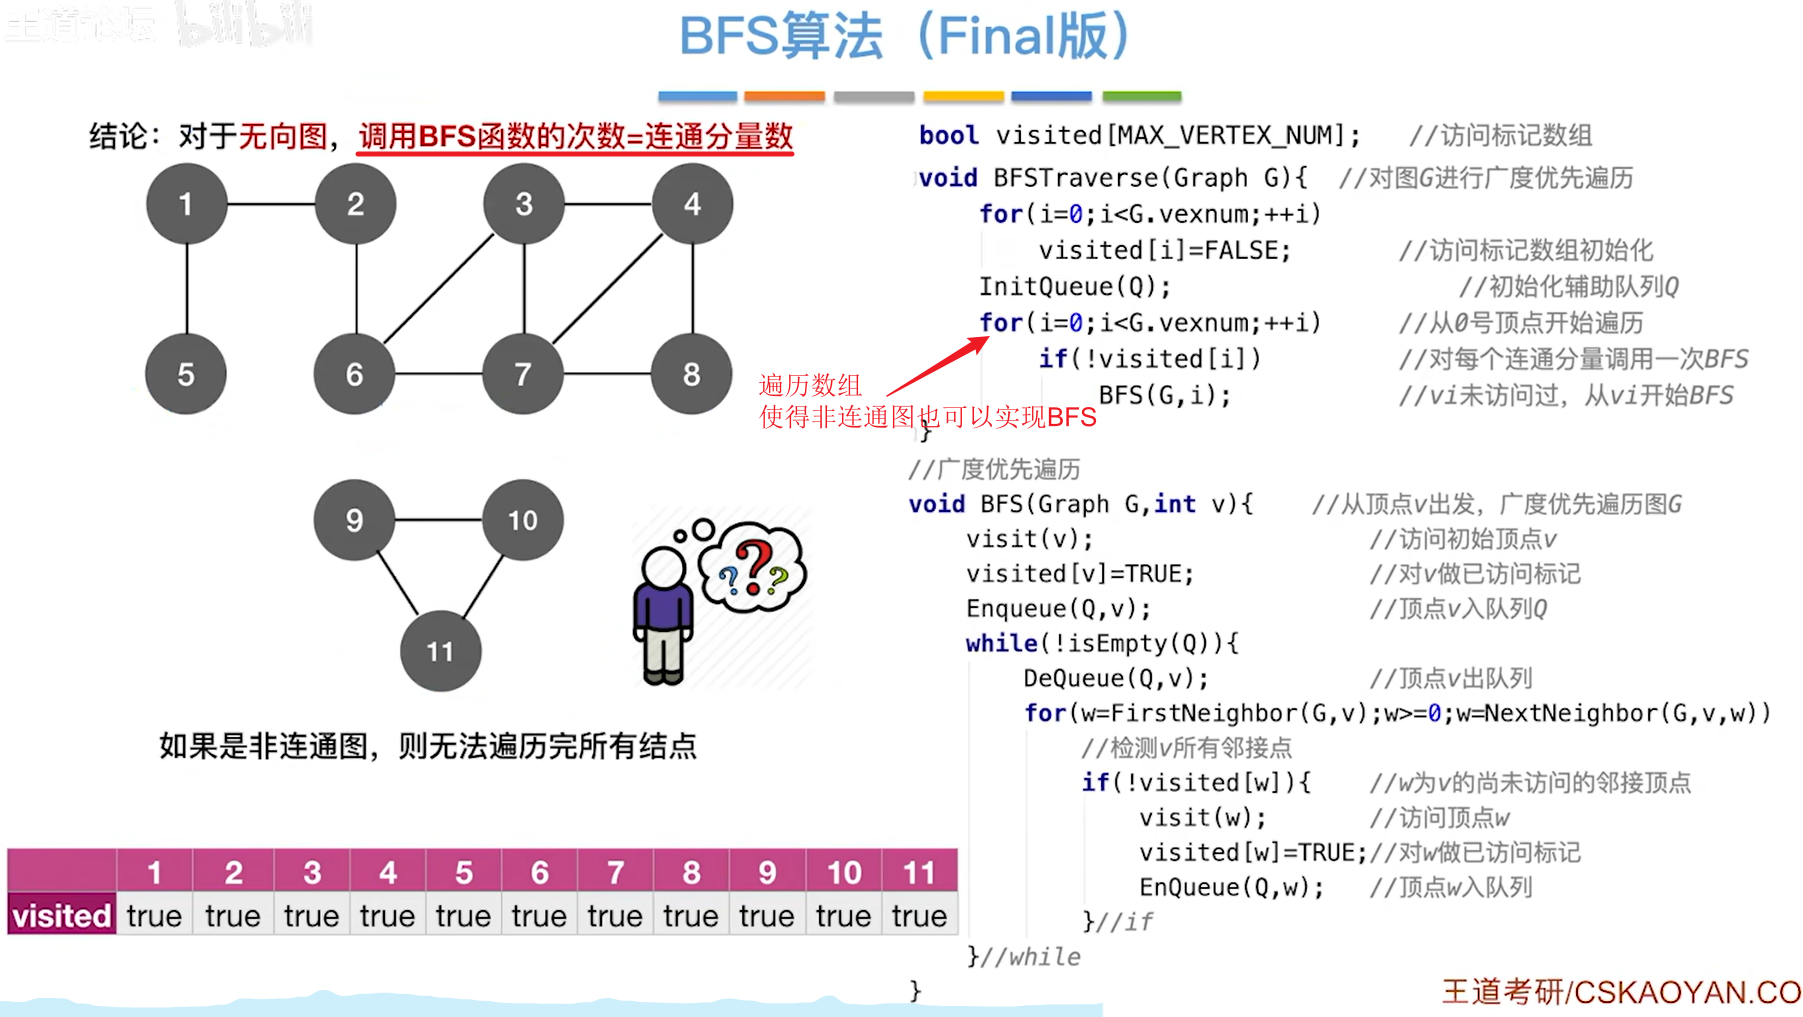 王道论坛 bilibili
BFS算法（Final版）
结论：对于无向图，调用BFS函数的次数=连通分量数
1 2 3 4
5 6 7 8
9 10
11
? ? ?
如果是非连通图，则无法遍历完所有结点
1 2 3 4 5 6 7 8 9 10 11
visited true true true true true true true true true true true
bool visited[MAX_VERTEX_NUM]; //访问标记数组
void BFSTraverse(Graph G){ //对图G进行广度优先遍历
for(i=0;i<G.vexnum;++i)
visited[i]=FALSE; //访问标记数组初始化
InitQueue(Q); //初始化辅助队列Q
for(i=0;i<G.vexnum;++i) //从0号顶点开始遍历
if(!visited[i]) //对每个连通分量调用一次BFS
BFS(G,i); //vi未访问过，从vi开始BFS
}
遍历数组
使得非连通图也可以实现BFS
//广度优先遍历
void BFS(Graph G,int v){ //从顶点v出发，广度优先遍历图G
visit(v); //访问初始顶点v
visited[v]=TRUE; //对v做已访问标记
Enqueue(Q,v); //顶点v入队列Q
while(!isEmpty(Q)){
DeQueue(Q,v); //顶点v出队列
for(w=FirstNeighbor(G,v);w>=0;w=NextNeighbor(G,v,w))
//检测v所有邻接点
if(!visited[w]){ //w为v的尚未访问的邻接顶点
visit(w); //访问顶点w
visited[w]=TRUE;//对w做已访问标记
EnQueue(Q,w); //顶点w入队列
}//if
}//while
}
王道考研/CSKAOYAN.CO